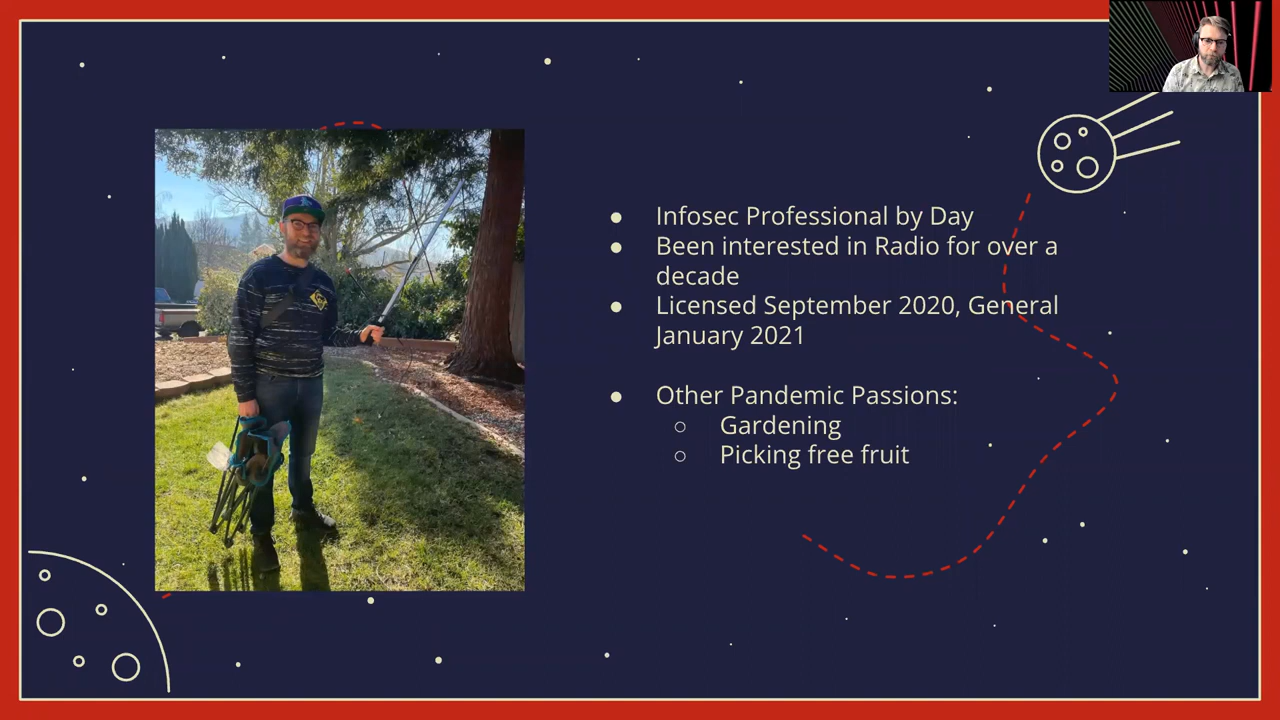 ● Infosec Professional by Day
● Been interested in Radio for over a
decade
● Licensed September 2020, General
January 2021
● Other Pandemic Passions:
○ Gardening
○ Picking free fruit